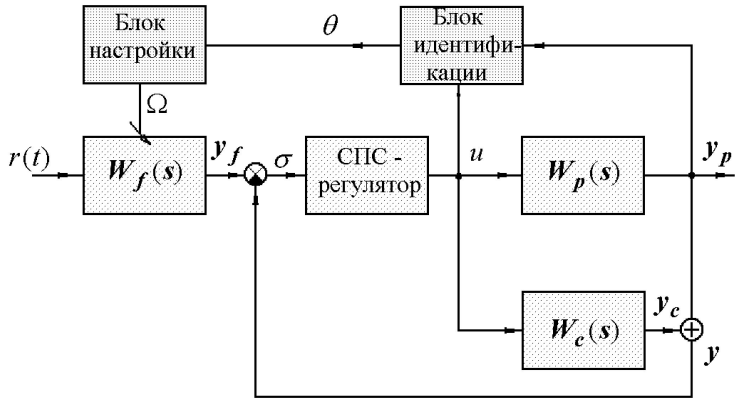 Блок
настройки
θ
Блок
идентифи-
кации
Ω
r(t)
W_f(s)
y_f
σ
СПС -
регулятор
u
W_p(s)
y_p
W_c(s)
y_c
y